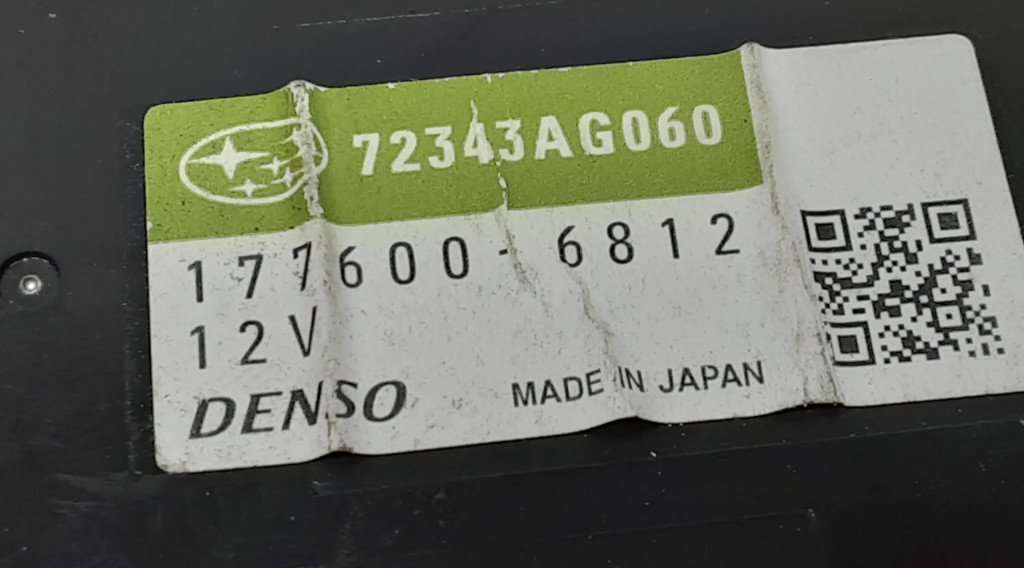 72343AG060
177600-6812
12V
DENSO
MADE IN JAPAN